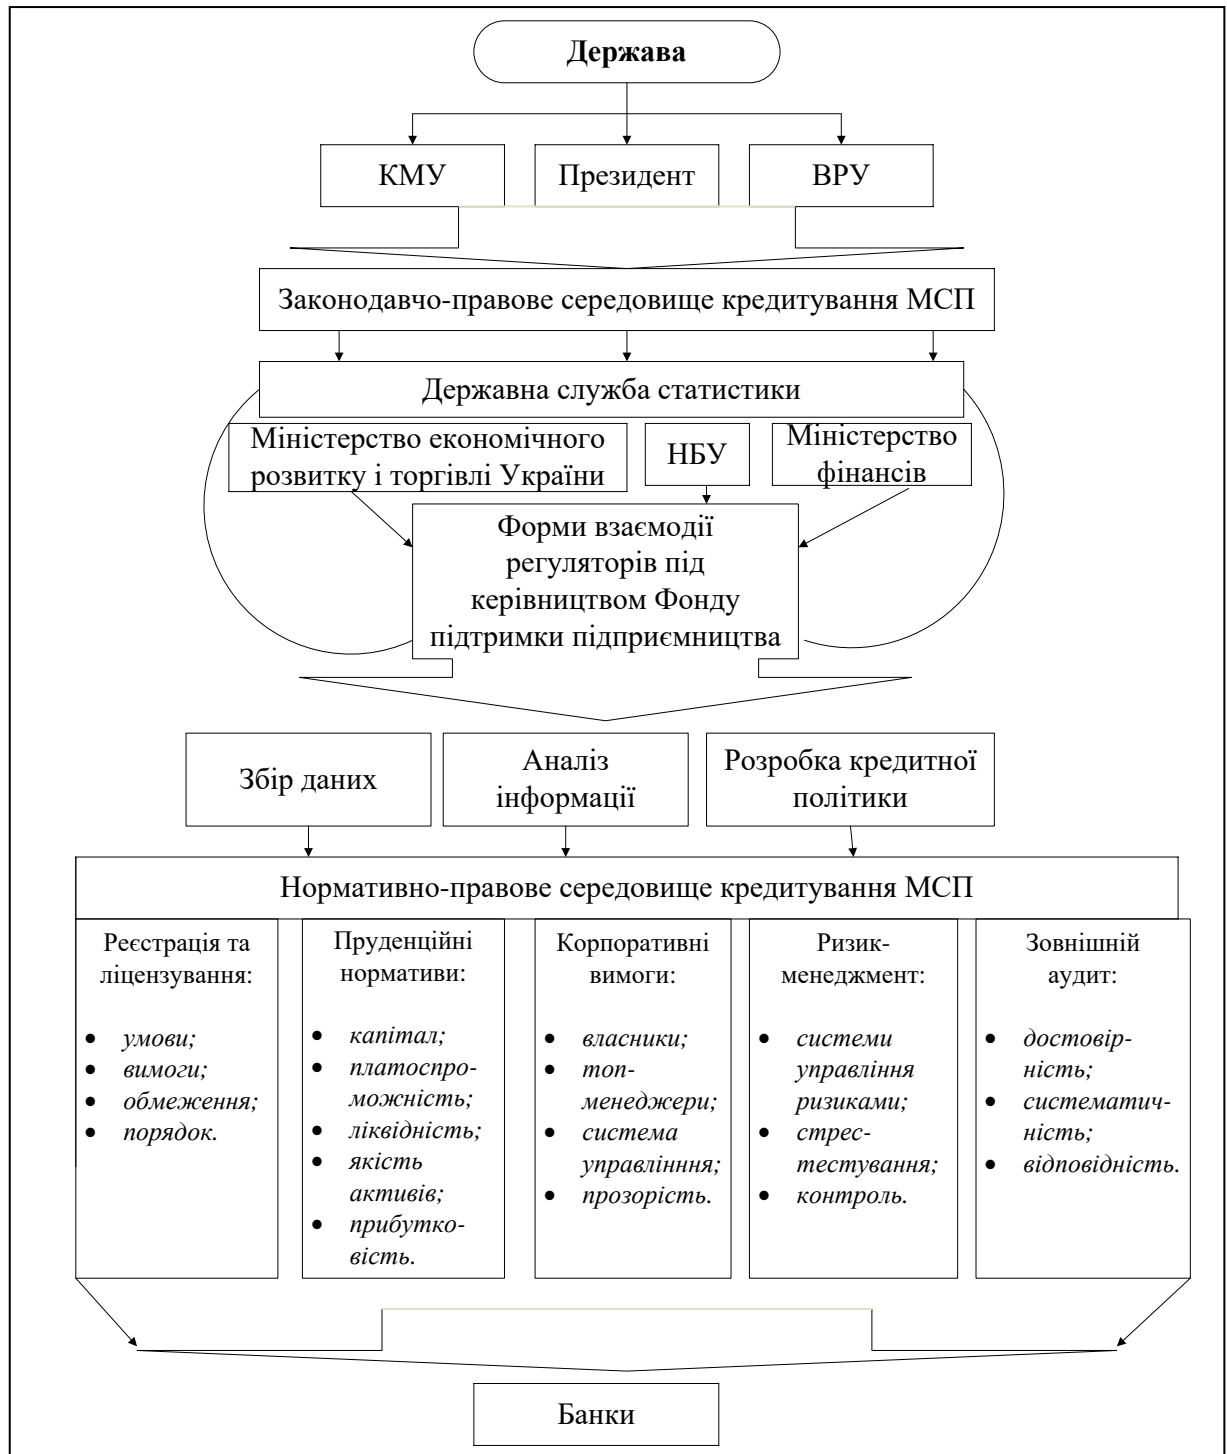 Держава
КМУ
Президент
ВРУ
Законодавчо-правове середовище кредитування МСП
Державна служба статистики
Міністерство економічного
розвитку і торгівлі України
НБУ
Міністерство
фінансів
Форми взаємодії
регуляторів під
керівництвом Фонду
підтримки підприємництва
Збір даних
Аналіз
інформації
Розробка кредитної
політики
Нормативно-правове середовище кредитування МСП
Реєстрація та
ліцензування:
• умови;
• вимоги;
• обмеження;
• порядок.
Пруденційні
нормативи:
• капітал;
• платоспро-
можність;
• ліквідність;
• якість
активів;
• прибутко-
вість.
Корпоративні
вимоги:
• власники;
• топ-
менеджери;
• система
управлінння;
• прозорість.
Ризик-
менеджмент:
• системи
управління
ризиками;
• стрес-
тестування;
• контроль.
Зовнішній
аудит:
• достовір-
ність;
• систематич-
ність;
• відповідність.
Банки